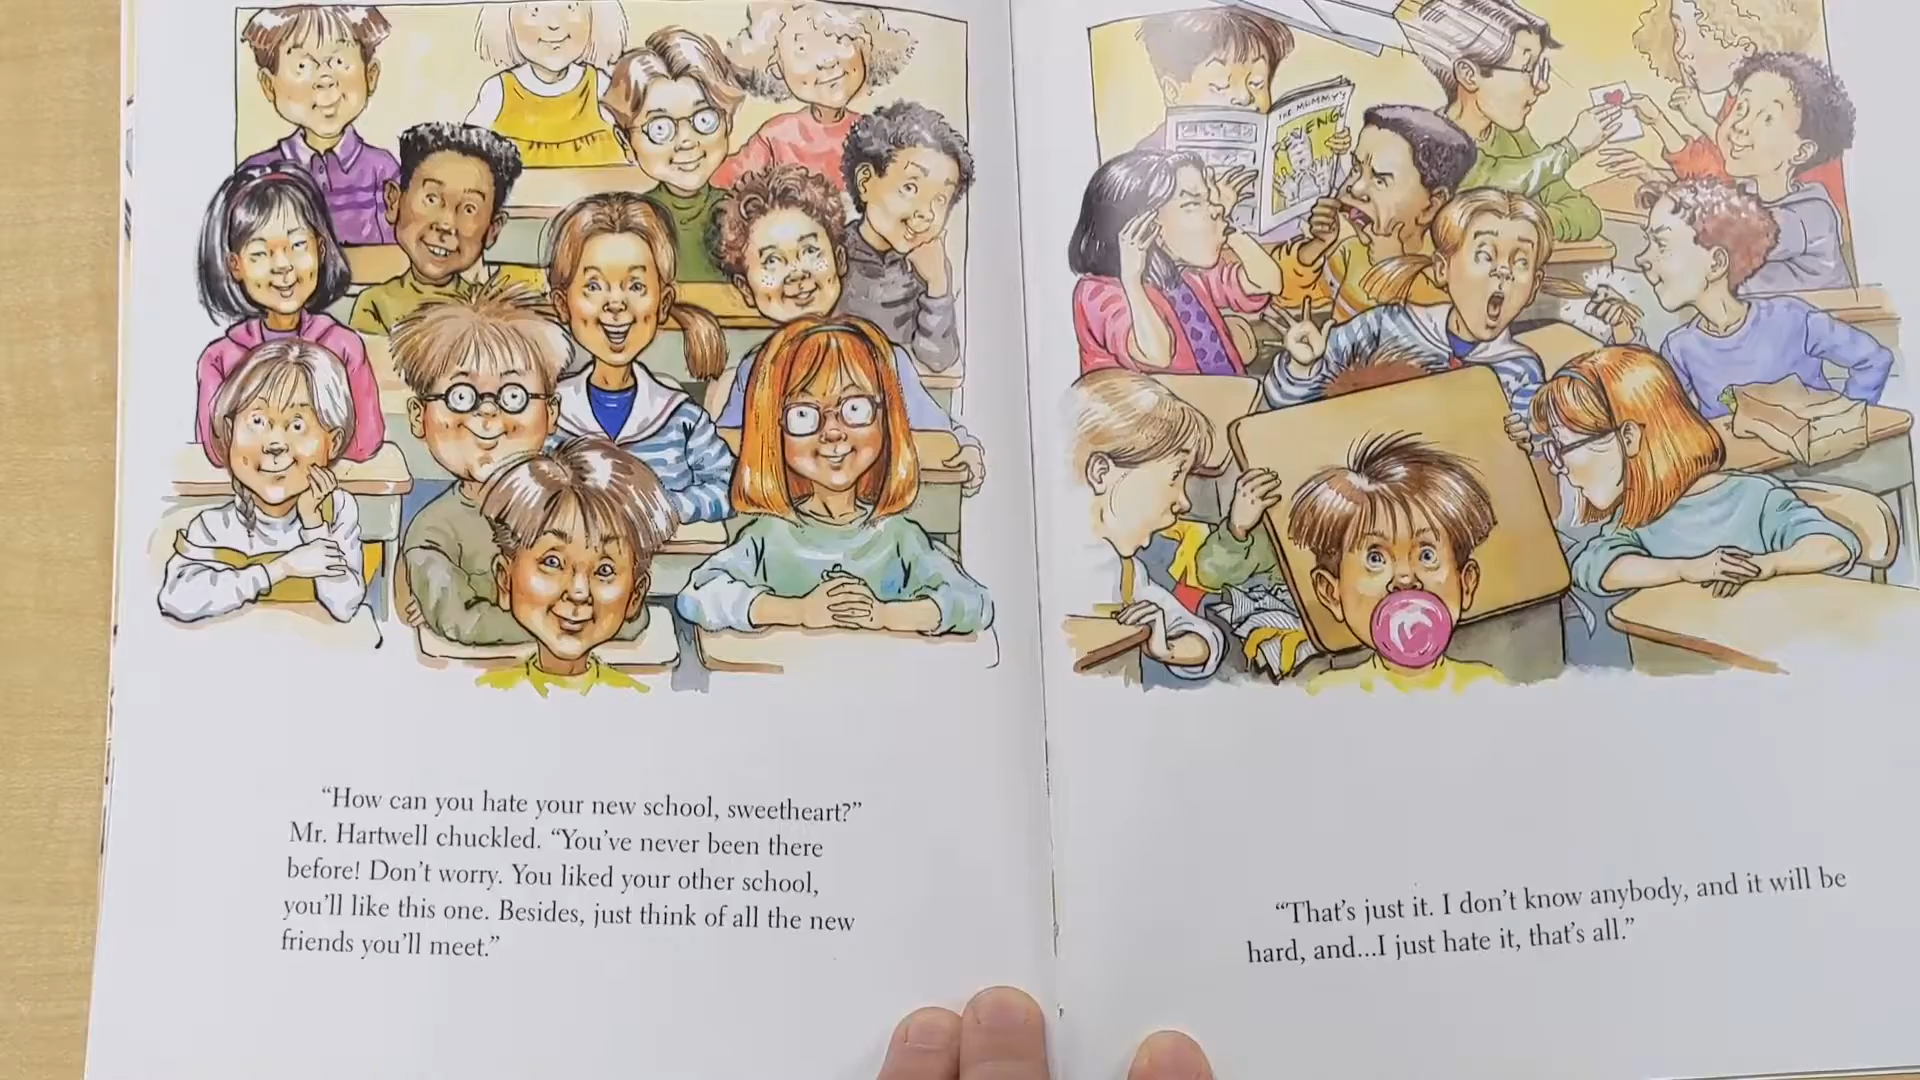 THE MUMMY'S
VENG
“How can you hate your new school, sweetheart?”
Mr. Hartwell chuckled. “You’ve never been there
before! Don’t worry. You liked your other school,
you’ll like this one. Besides, just think of all the new
friends you’ll meet.”
“That’s just it. I don’t know anybody, and it will be
hard, and...I just hate it, that’s all.”